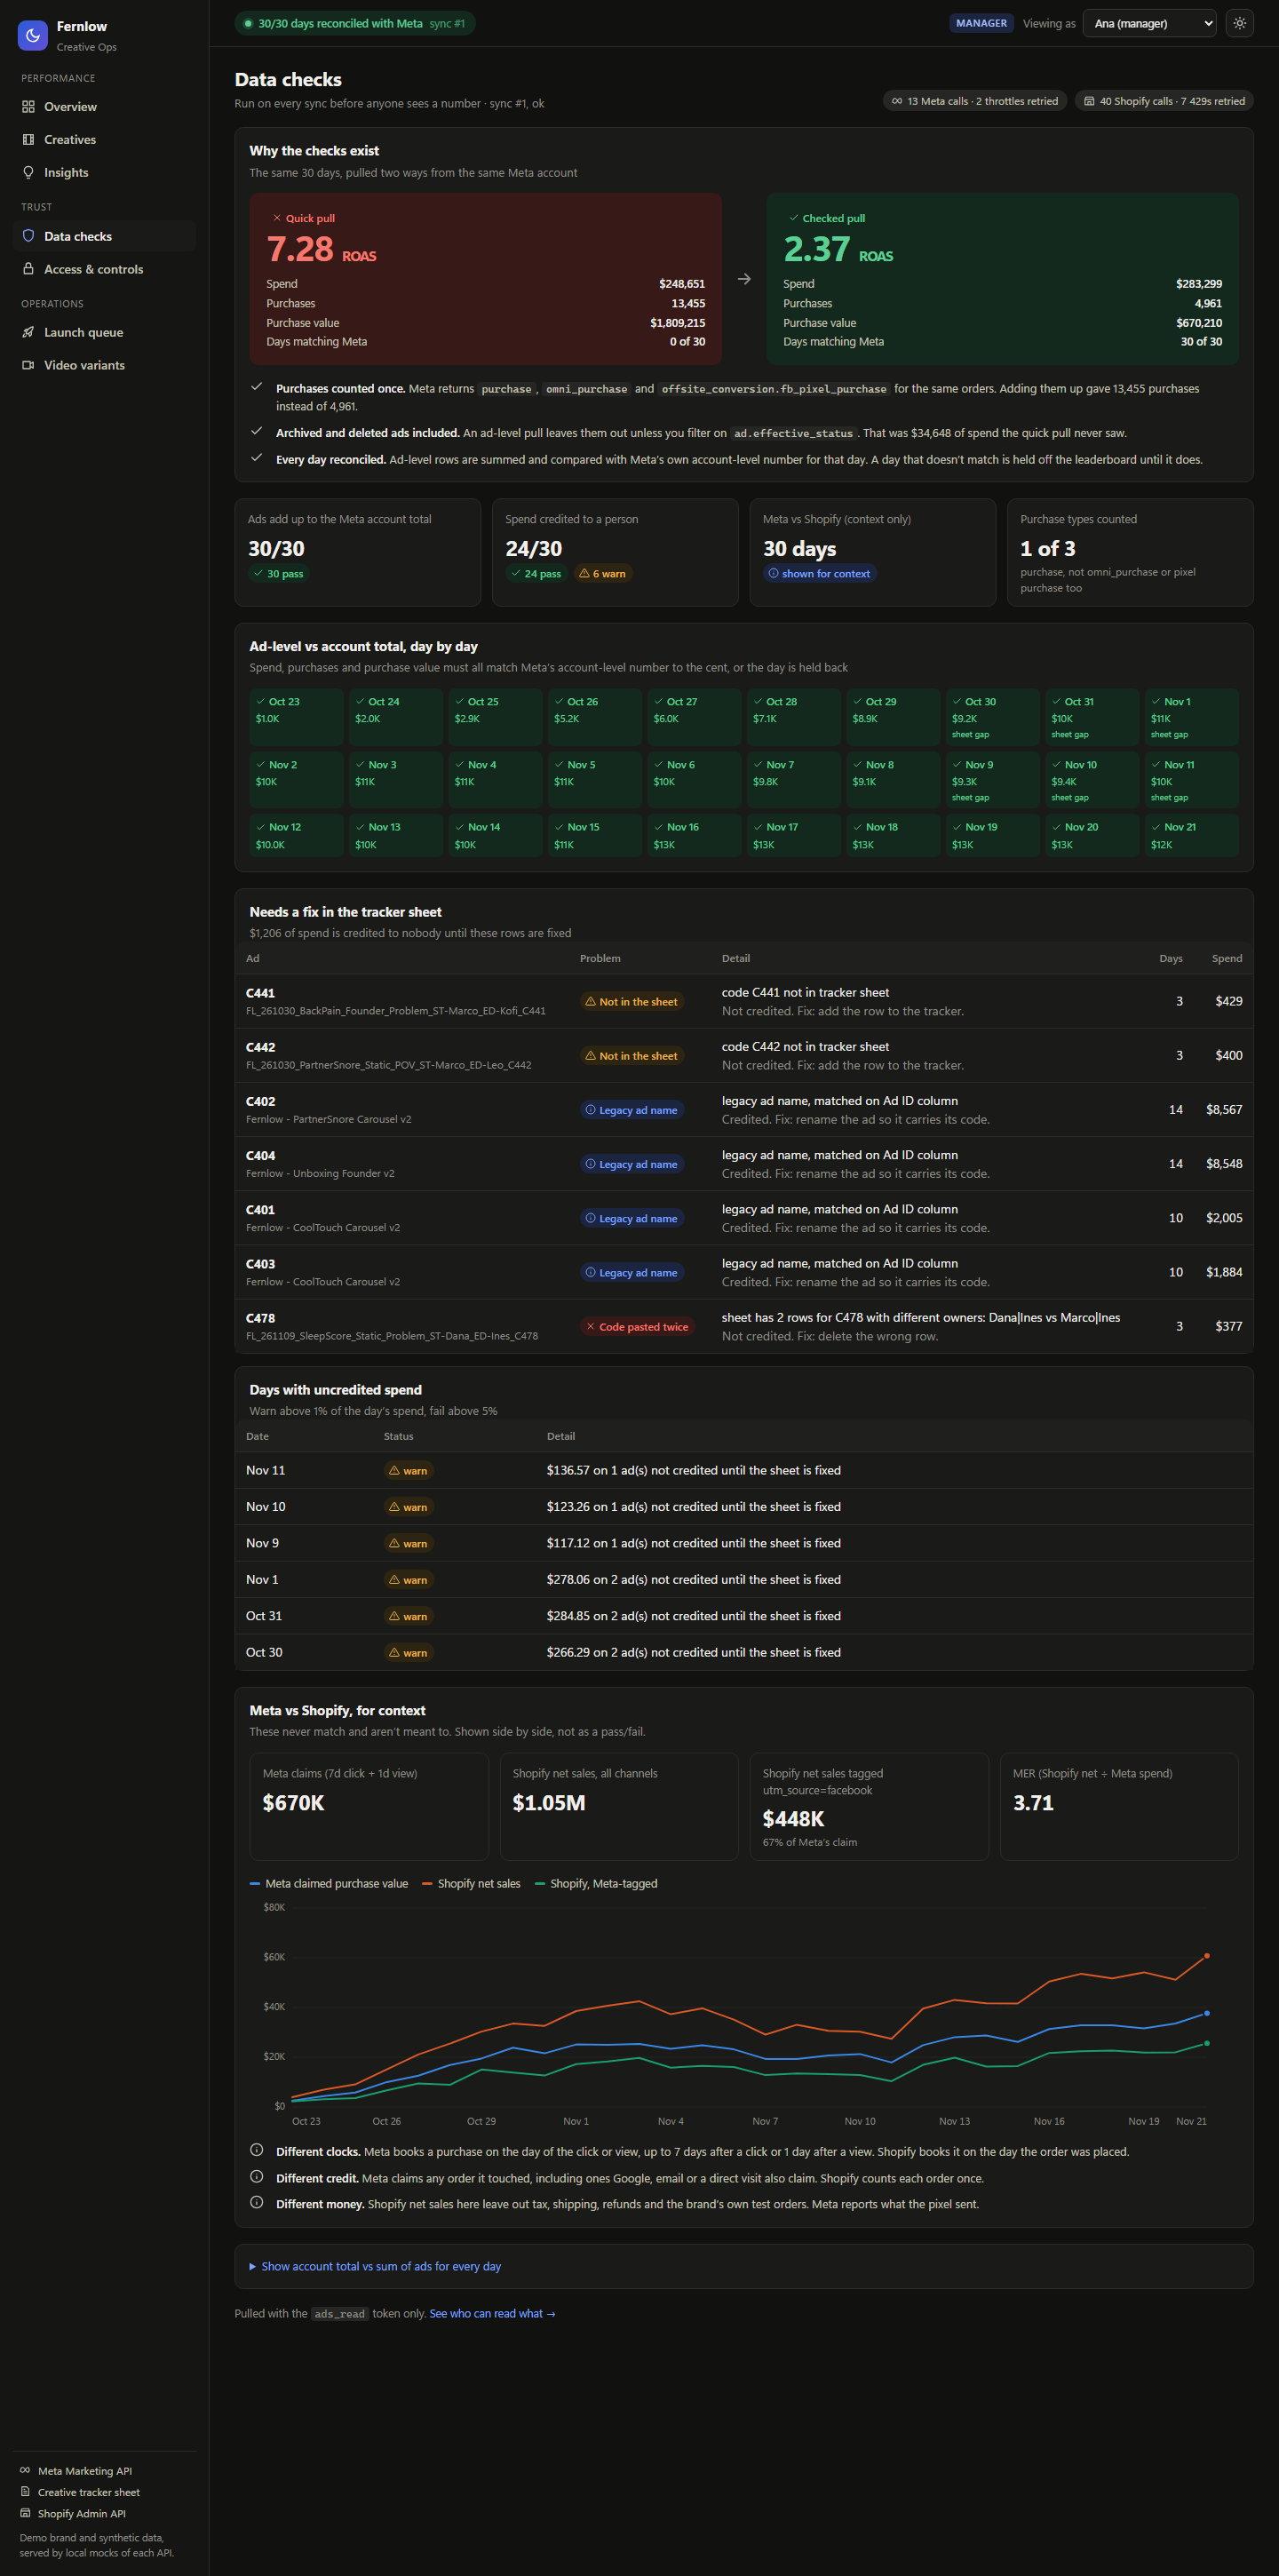 Fernlow
Creative Ops
PERFORMANCE
Overview
Creatives
Insights
TRUST
Data checks
Access & controls
OPERATIONS
Launch queue
Video variants
Meta Marketing API
Creative tracker sheet
Shopify Admin API
Demo brand and synthetic data,
served by local mocks of each API.
30/30 days reconciled with Meta sync #1
MANAGER Viewing as Ana (manager)
Data checks
Run on every sync before anyone sees a number · sync #1, ok
13 Meta calls · 2 throttles retried
40 Shopify calls · 7 429s retried
Why the checks exist
The same 30 days, pulled two ways from the same Meta account
Quick pull
7.28 ROAS
Spend $248,651
Purchases 13,455
Purchase value $1,809,215
Days matching Meta 0 of 30
→
Checked pull
2.37 ROAS
Spend $283,299
Purchases 4,961
Purchase value $670,210
Days matching Meta 30 of 30
Purchases counted once. Meta returns purchase, omni_purchase and offsite_conversion.fb_pixel_purchase for the same orders. Adding them up gave 13,455 purchases
instead of 4,961.
Archived and deleted ads included. An ad-level pull leaves them out unless you filter on ad.effective_status. That was $34,648 of spend the quick pull never saw.
Every day reconciled. Ad-level rows are summed and compared with Meta's own account-level number for that day. A day that doesn't match is held off the leaderboard until it does.
Ads add up to the Meta account total
30/30
30 pass
Spend credited to a person
24/30
24 pass 6 warn
Meta vs Shopify (context only)
30 days
shown for context
Purchase types counted
1 of 3
purchase, not omni_purchase or pixel
purchase too
Ad-level vs account total, day by day
Spend, purchases and purchase value must all match Meta's account-level number to the cent, or the day is held back
Oct 23 Oct 24 Oct 25 Oct 26 Oct 27 Oct 28 Oct 29 Oct 30 Oct 31 Nov 1
$1.0K $2.0K $2.9K $5.2K $6.0K $7.1K $8.9K $9.2K $10K $11K
sheet gap sheet gap sheet gap
Nov 2 Nov 3 Nov 4 Nov 5 Nov 6 Nov 7 Nov 8 Nov 9 Nov 10 Nov 11
$10K $11K $11K $11K $10K $9.8K $9.1K $9.3K $9.4K $10K
sheet gap sheet gap sheet gap
Nov 12 Nov 13 Nov 14 Nov 15 Nov 16 Nov 17 Nov 18 Nov 19 Nov 20 Nov 21
$10.0K $10K $10K $11K $13K $13K $13K $13K $13K $12K
Needs a fix in the tracker sheet
$1,206 of spend is credited to nobody until these rows are fixed
Ad Problem Detail Days Spend
C441
FL_261030_BackPain_Founder_Problem_ST-Marco_ED-Kofi_C441
Not in the sheet
code C441 not in tracker sheet
Not credited. Fix: add the row to the tracker.
3 $429
C442
FL_261030_PartnerSnore_Static_POV_ST-Marco_ED-Leo_C442
Not in the sheet
code C442 not in tracker sheet
Not credited. Fix: add the row to the tracker.
3 $400
C402
Fernlow - PartnerSnore Carousel v2
Legacy ad name
legacy ad name, matched on Ad ID column
Credited. Fix: rename the ad so it carries its code.
14 $8,567
C404
Fernlow - Unboxing Founder v2
Legacy ad name
legacy ad name, matched on Ad ID column
Credited. Fix: rename the ad so it carries its code.
14 $8,548
C401
Fernlow - CoolTouch Carousel v2
Legacy ad name
legacy ad name, matched on Ad ID column
Credited. Fix: rename the ad so it carries its code.
10 $2,005
C403
Fernlow - CoolTouch Carousel v2
Legacy ad name
legacy ad name, matched on Ad ID column
Credited. Fix: rename the ad so it carries its code.
10 $1,884
C478
FL_261109_SleepScore_Static_Problem_ST-Dana_ED-Ines_C478
Code pasted twice
sheet has 2 rows for C478 with different owners: Dana|Ines vs Marco|Ines
Not credited. Fix: delete the wrong row.
3 $377
Days with uncredited spend
Warn above 1% of the day's spend, fail above 5%
Date Status Detail
Nov 11 warn $136.57 on 1 ad(s) not credited until the sheet is fixed
Nov 10 warn $123.26 on 1 ad(s) not credited until the sheet is fixed
Nov 9 warn $117.12 on 1 ad(s) not credited until the sheet is fixed
Nov 1 warn $278.06 on 2 ad(s) not credited until the sheet is fixed
Oct 31 warn $284.85 on 2 ad(s) not credited until the sheet is fixed
Oct 30 warn $266.29 on 2 ad(s) not credited until the sheet is fixed
Meta vs Shopify, for context
These never match and aren't meant to. Shown side by side, not as a pass/fail.
Meta claims (7d click + 1d view)
$670K
Shopify net sales, all channels
$1.05M
Shopify net sales tagged
utm_source=facebook
$448K
67% of Meta's claim
MER (Shopify net ÷ Meta spend)
3.71
Meta claimed purchase value Shopify net sales Shopify, Meta-tagged
$80K
$60K
$40K
$20K
$0
Oct 23 Oct 26 Oct 29 Nov 1 Nov 4 Nov 7 Nov 10 Nov 13 Nov 16 Nov 19 Nov 21
Different clocks. Meta books a purchase on the day of the click or view, up to 7 days after a click or 1 day after a view. Shopify books it on the day the order was placed.
Different credit. Meta claims any order it touched, including ones Google, email or a direct visit also claim. Shopify counts each order once.
Different money. Shopify net sales here leave out tax, shipping, refunds and the brand's own test orders. Meta reports what the pixel sent.
Show account total vs sum of ads for every day
Pulled with the ads_read token only. See who can read what →